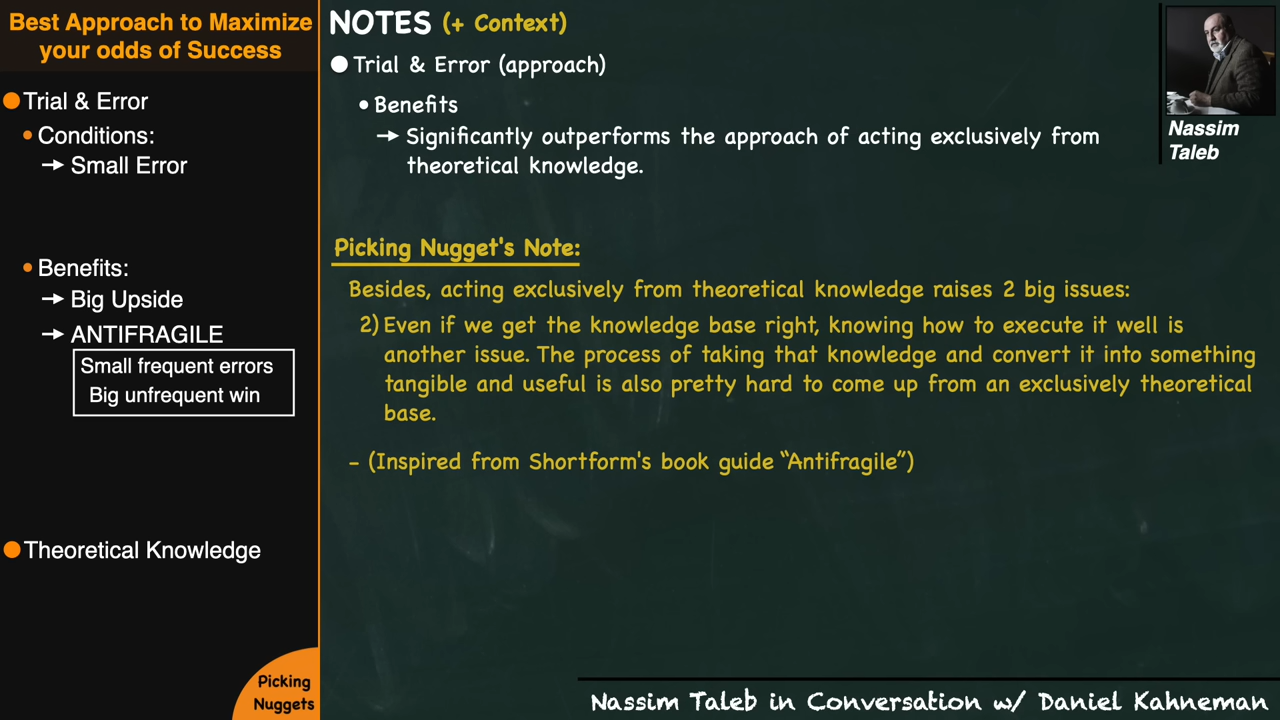 Best Approach to Maximize
your odds of Success
Trial & Error
Conditions:
→ Small Error
Benefits:
→ Big Upside
→ ANTIFRAGILE
Small frequent errors
Big unfrequent win
Theoretical Knowledge
Picking
Nuggets
NOTES (+ Context)
Trial & Error (approach)
Benefits
→ Significantly outperforms the approach of acting exclusively from
theoretical knowledge.
Picking Nugget's Note:
Besides, acting exclusively from theoretical knowledge raises 2 big issues:
2) Even if we get the knowledge base right, knowing how to execute it well is
another issue. The process of taking that knowledge and convert it into something
tangible and useful is also pretty hard to come up from an exclusively theoretical
base.
- (Inspired from Shortform's book guide “Antifragile”)
Nassim
Taleb
Nassim Taleb in Conversation w/ Daniel Kahneman